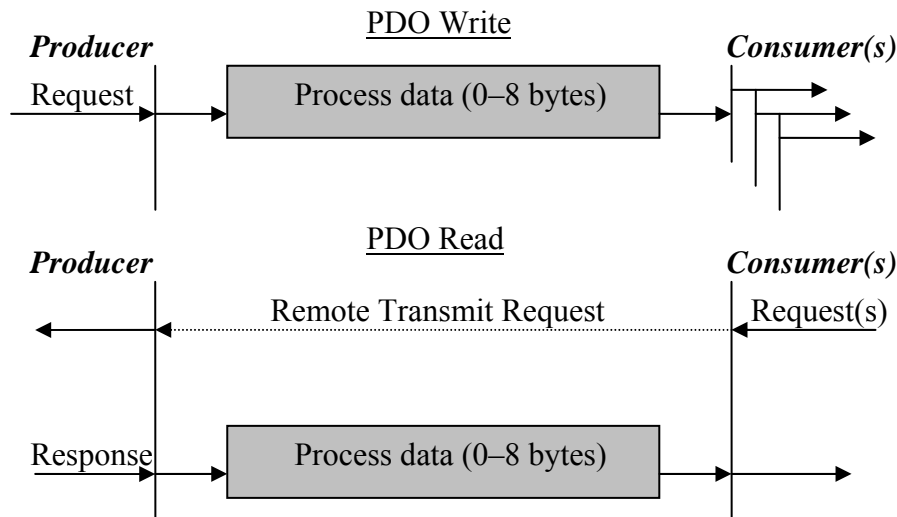 PDO Write
Producer Consumer(s)
Request Process data (0–8 bytes)
PDO Read
Producer Consumer(s)
Remote Transmit Request Request(s)
Response Process data (0–8 bytes)